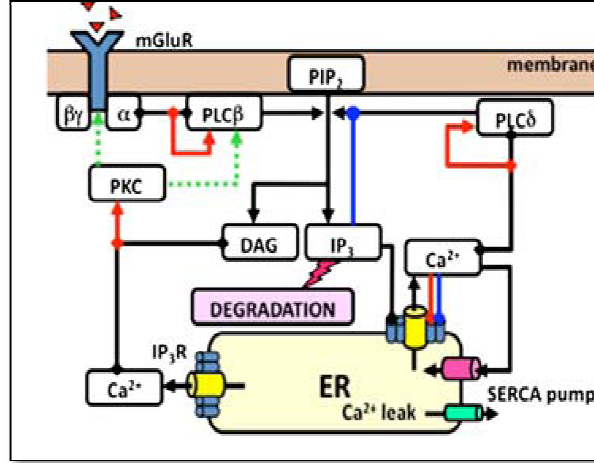 mGluR
membrane
PIP₂
βγ
α
PLCβ
PLCδ
PKC
DAG
IP₃
Ca²⁺
DEGRADATION
IP₃R
Ca²⁺
ER
SERCA pump
Ca²⁺ leak